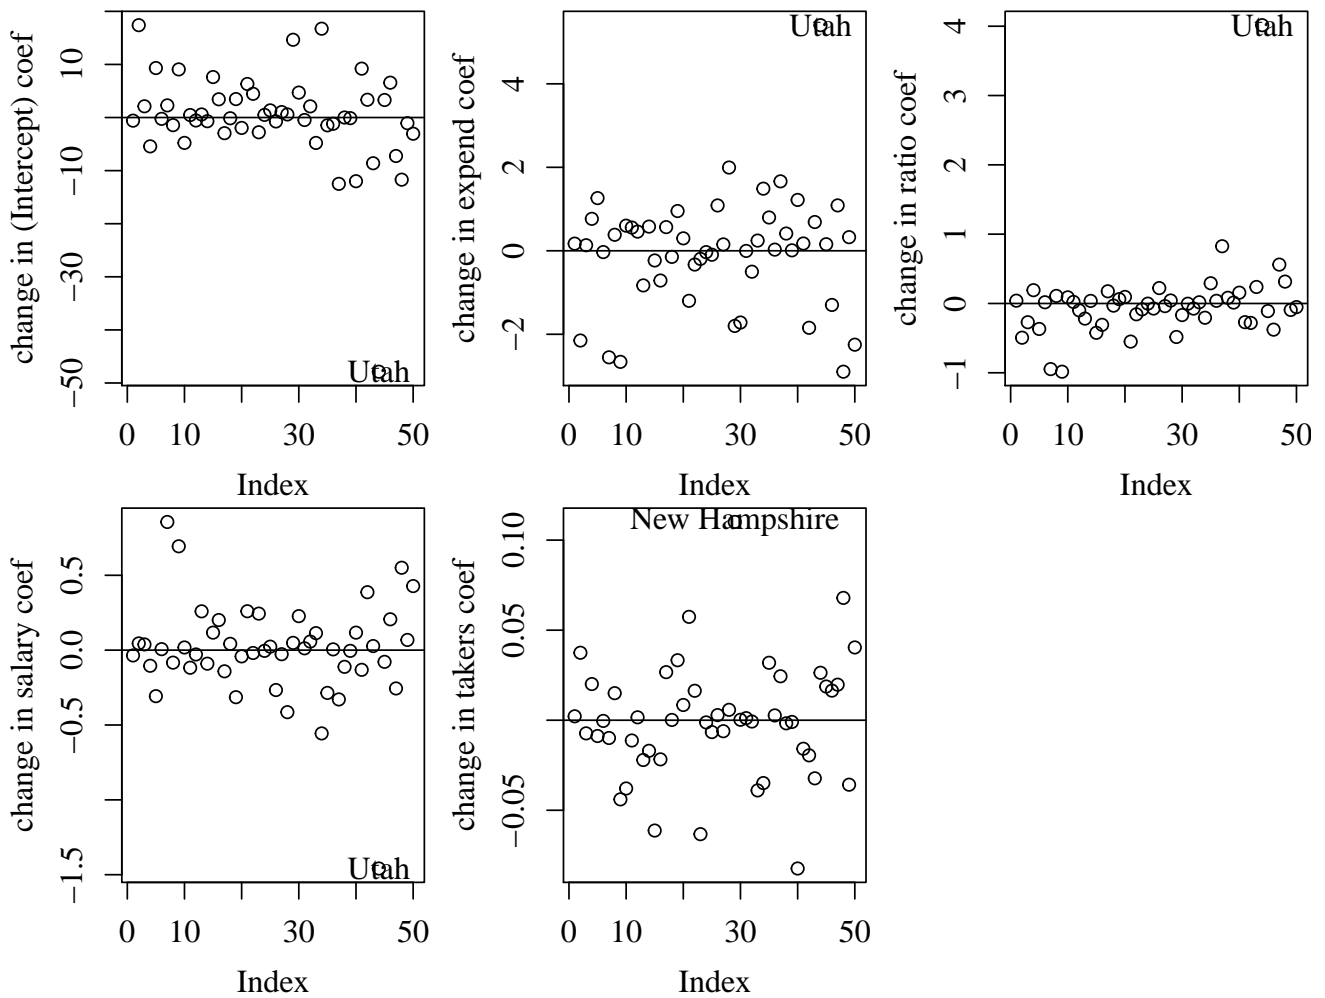 change in (Intercept) coef
10
−10
−30
−50
Utah
0 10 30 50
Index
change in expend coef
4
2
0
−2
Utah
0 10 30 50
Index
change in ratio coef
4
3
2
1
0
−1
Utah
0 10 30 50
Index
change in salary coef
0.5
0.0
−0.5
−1.5
Utah
0 10 30 50
Index
change in takers coef
0.10
0.05
−0.05
New Hampshire
0 10 30 50
Index